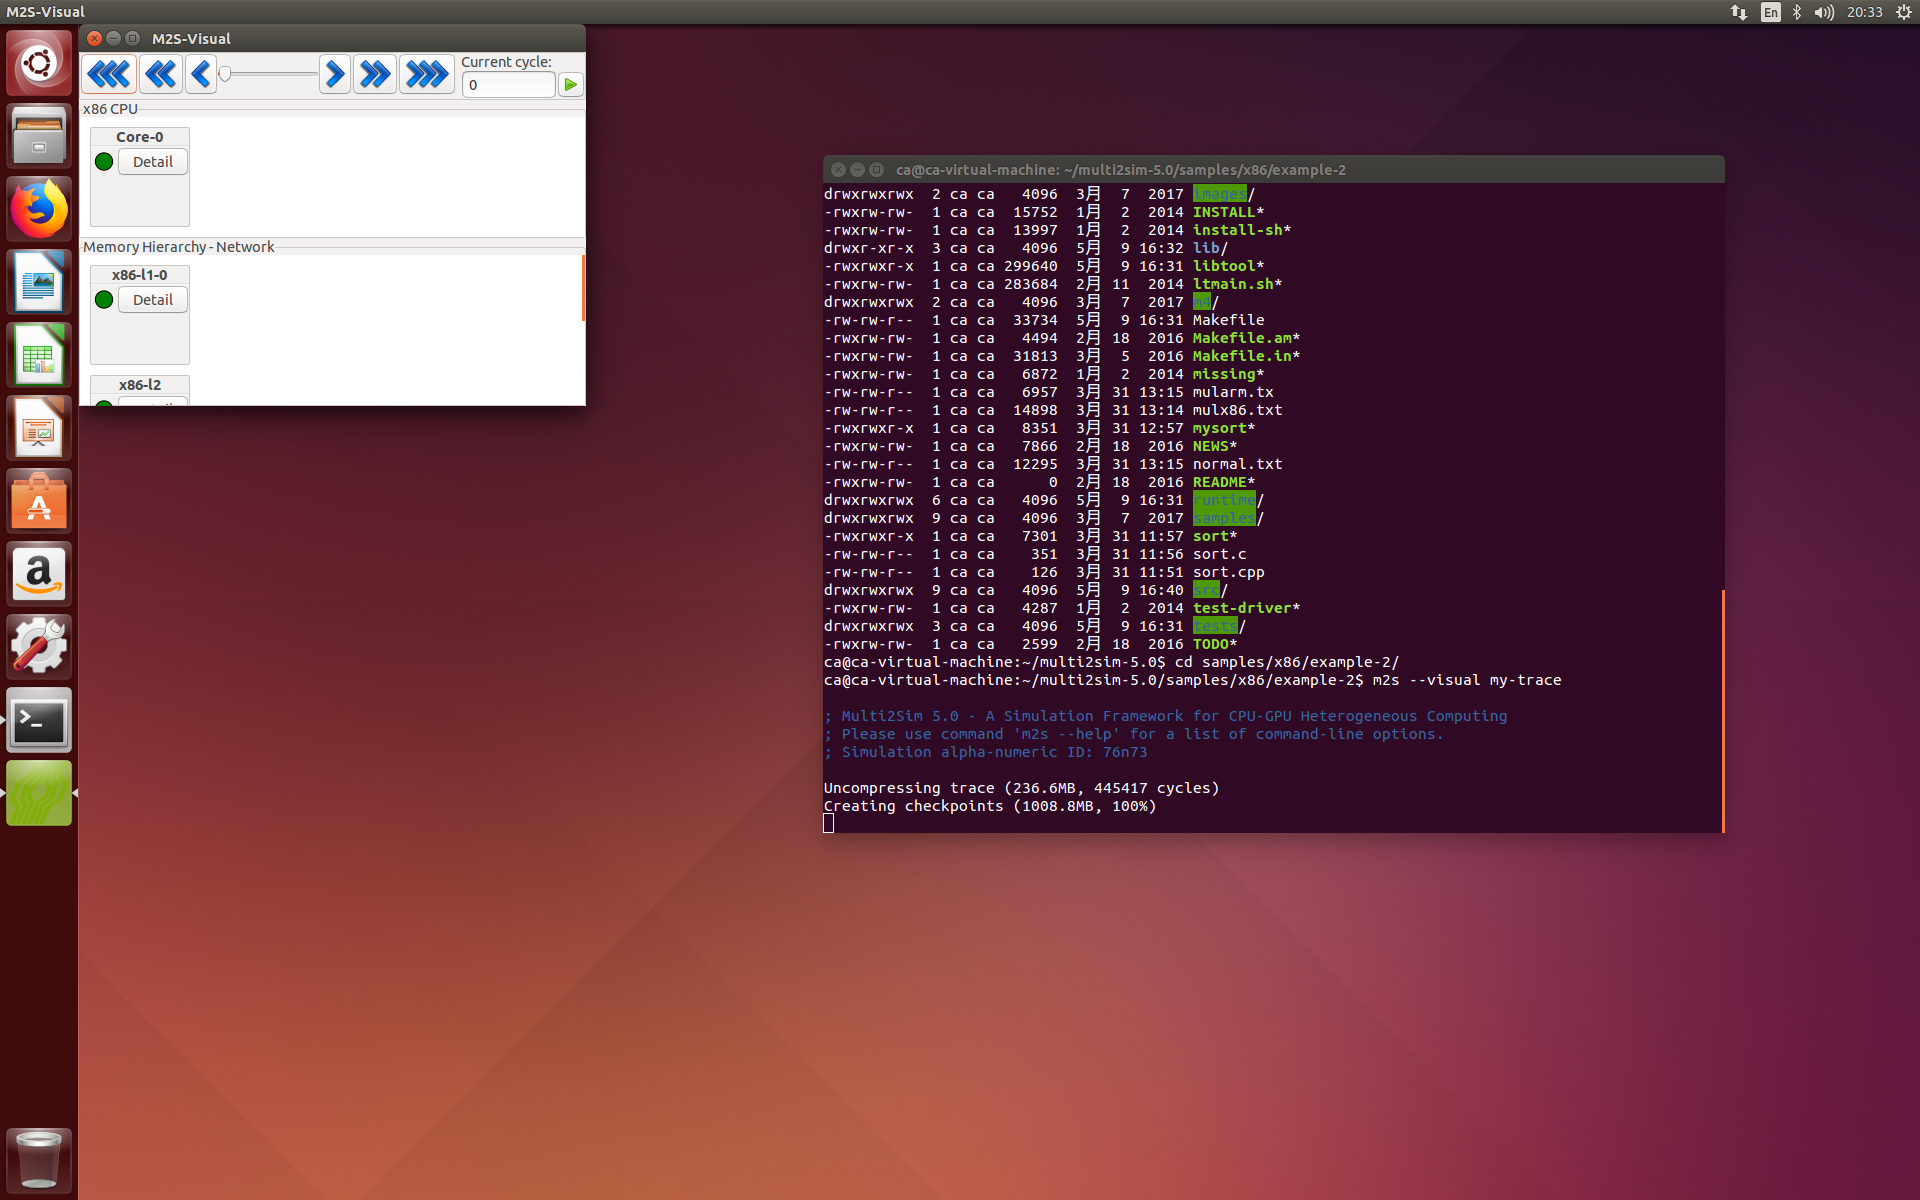 M2S-Visual
En
20:33
M2S-Visual
Current cycle:
0
x86 CPU
Core-0
Detail
Memory Hierarchy - Network
x86-l1-0
Detail
x86-l2
ca@ca-virtual-machine: ~/multi2sim-5.0/samples/x86/example-2
drwxrwxrwx 2 ca ca 4096 3月 7 2017 images/
-rwxrw-rw- 1 ca ca 15752 1月 2 2014 INSTALL*
-rwxrw-rw- 1 ca ca 13997 1月 2 2014 install-sh*
drwxr-xr-x 3 ca ca 4096 5月 9 16:32 lib/
-rwxrwxr-x 1 ca ca 299640 5月 9 16:31 libtool*
-rwxrw-rw- 1 ca ca 283684 2月 11 2014 ltmain.sh*
drwxrwxrwx 2 ca ca 4096 3月 7 2017 m4/
-rw-rw-r-- 1 ca ca 33734 5月 9 16:31 Makefile
-rwxrw-rw- 1 ca ca 4494 2月 18 2016 Makefile.am*
-rwxrw-rw- 1 ca ca 31813 3月 5 2016 Makefile.in*
-rwxrw-rw- 1 ca ca 6872 1月 2 2014 missing*
-rw-rw-r-- 1 ca ca 6957 3月 31 13:15 mularm.tx
-rw-rw-r-- 1 ca ca 14898 3月 31 13:14 mulx86.txt
-rwxrwxr-x 1 ca ca 8351 3月 31 12:57 mysort*
-rwxrw-rw- 1 ca ca 7866 2月 18 2016 NEWS*
-rw-rw-r-- 1 ca ca 12295 3月 31 13:15 normal.txt
-rwxrw-rw- 1 ca ca 0 2月 18 2016 README*
drwxrwxrwx 6 ca ca 4096 5月 9 16:31 runtime/
drwxrwxrwx 9 ca ca 4096 3月 7 2017 samples/
-rwxrwxr-x 1 ca ca 7301 3月 31 11:57 sort*
-rw-rw-r-- 1 ca ca 351 3月 31 11:56 sort.c
-rw-rw-r-- 1 ca ca 126 3月 31 11:51 sort.cpp
drwxrwxrwx 9 ca ca 4096 5月 9 16:40 src/
-rwxrw-rw- 1 ca ca 4287 1月 2 2014 test-driver*
drwxrwxrwx 3 ca ca 4096 5月 9 16:31 tests/
-rwxrw-rw- 1 ca ca 2599 2月 18 2016 TODO*
ca@ca-virtual-machine:~/multi2sim-5.0$ cd samples/x86/example-2/
ca@ca-virtual-machine:~/multi2sim-5.0/samples/x86/example-2$ m2s --visual my-trace
; Multi2Sim 5.0 - A Simulation Framework for CPU-GPU Heterogeneous Computing
; Please use command 'm2s --help' for a list of command-line options.
; Simulation alpha-numeric ID: 76n73
Uncompressing trace (236.6MB, 445417 cycles)
Creating checkpoints (1008.8MB, 100%)